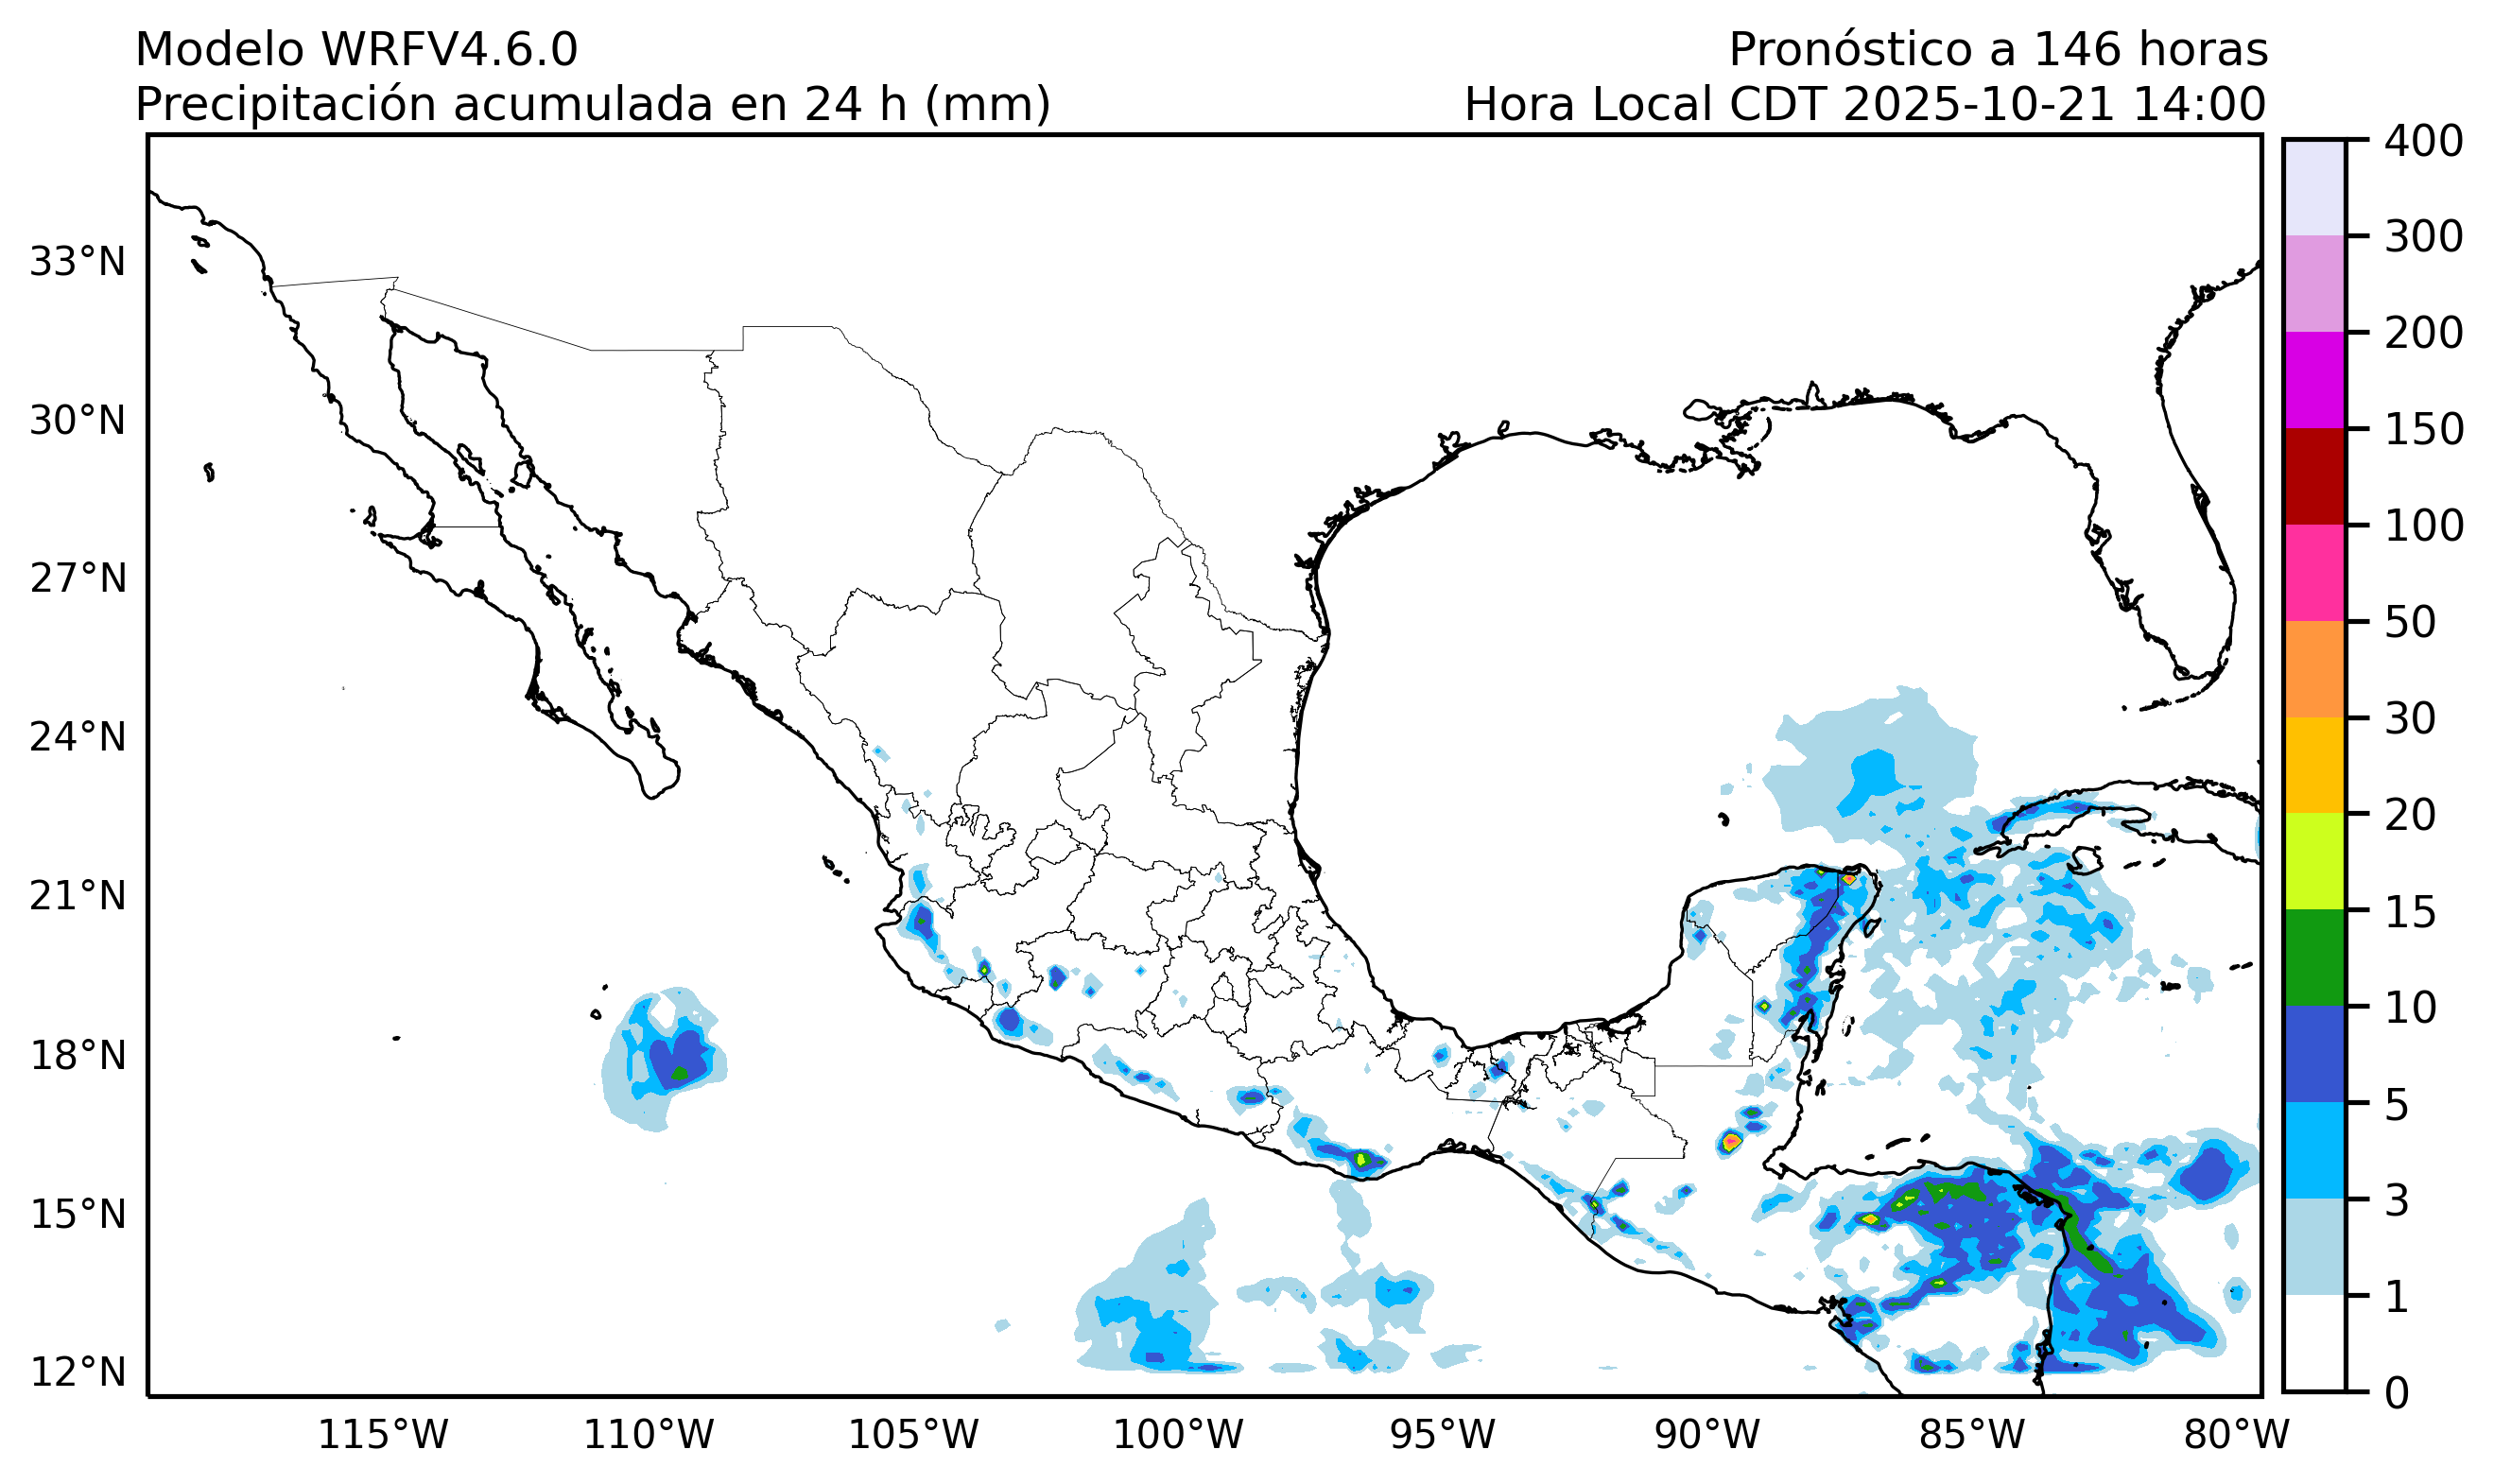 Modelo WRFV4.6.0
Pronóstico a 146 horas
Precipitación acumulada en 24 h (mm)
Hora Local CDT 2025-10-21 14:00
33°N
30°N
27°N
24°N
21°N
18°N
15°N
12°N
115°W
110°W
105°W
100°W
95°W
90°W
85°W
80°W
400
300
200
150
100
50
30
20
15
10
5
3
1
0